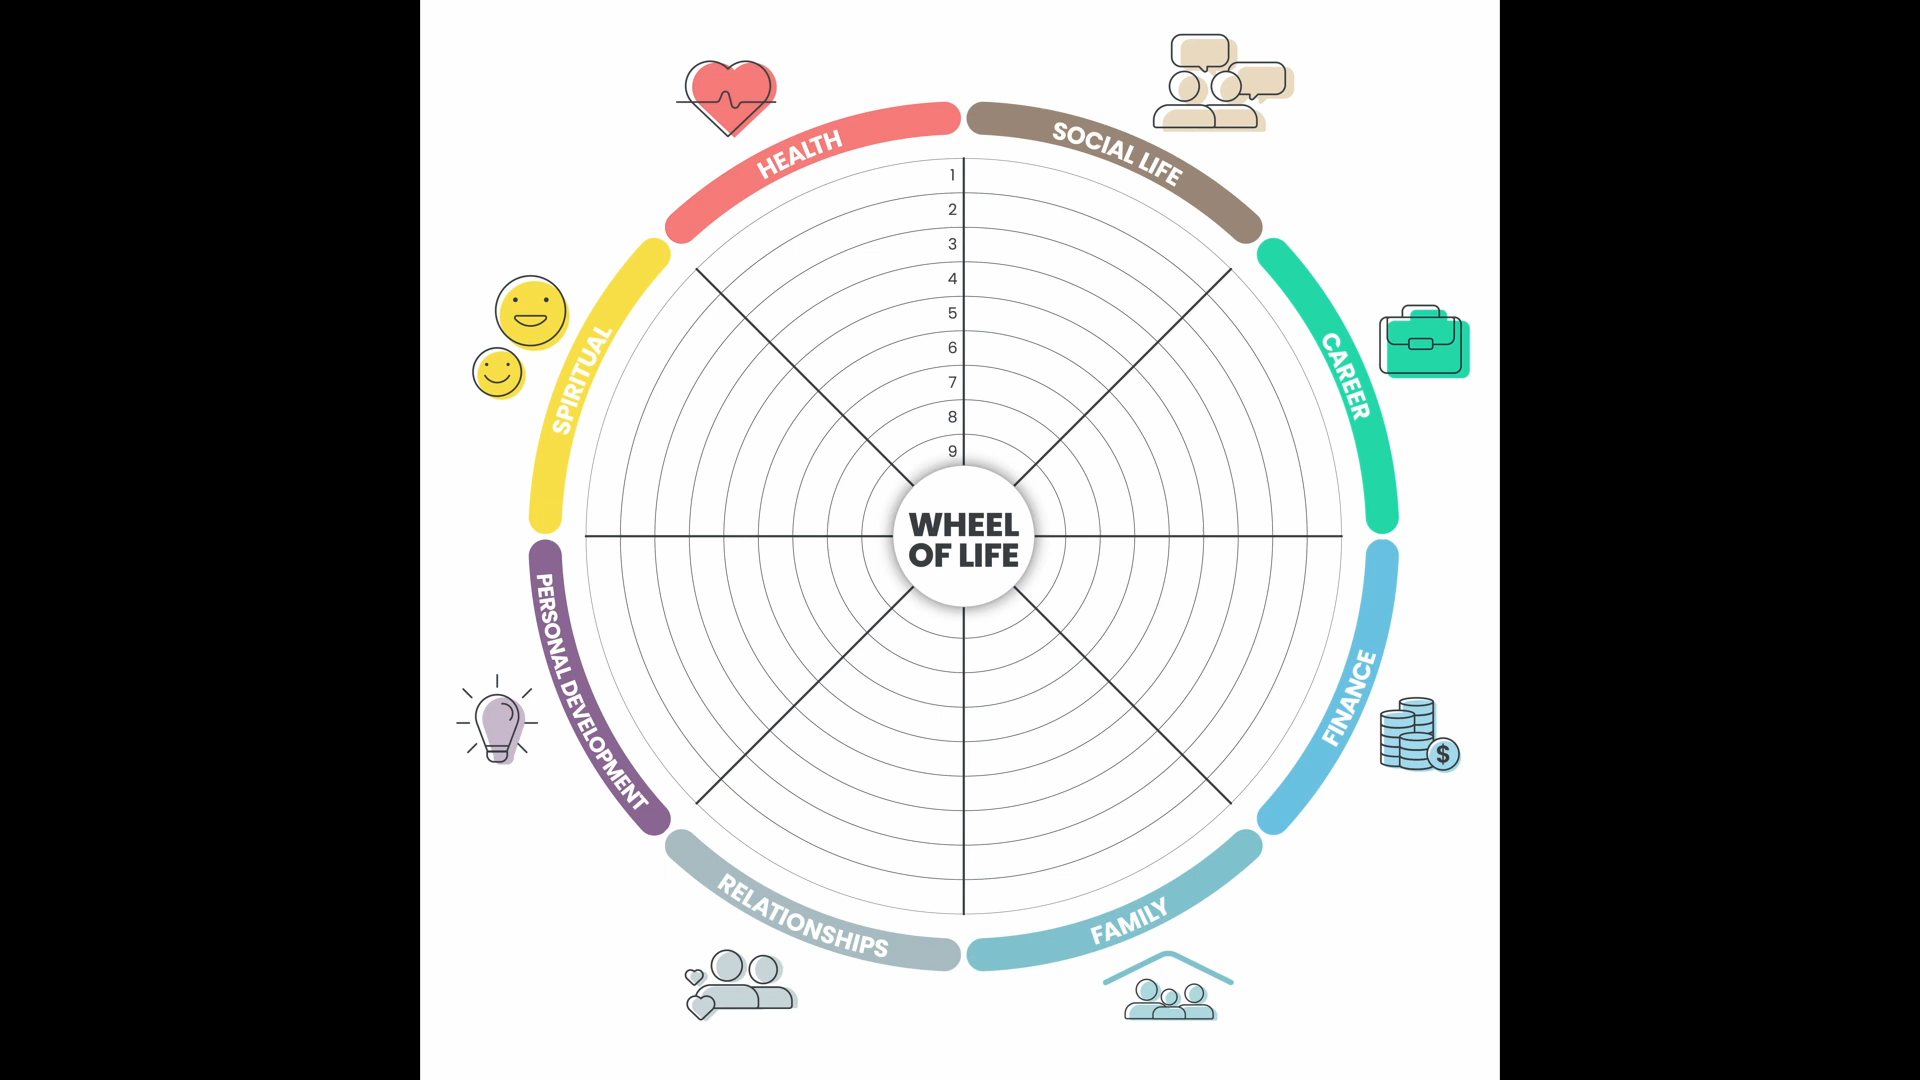 HEALTH
SOCIAL LIFE
CAREER
FINANCE
FAMILY
RELATIONSHIPS
PERSONAL DEVELOPMENT
SPIRITUAL
1
2
3
4
5
6
7
8
9
WHEEL
OF LIFE
$